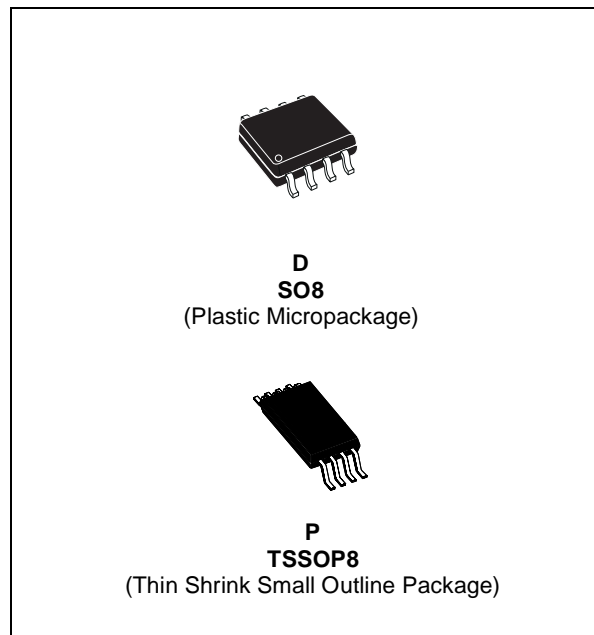 D
SO8
(Plastic Micropackage)
P
TSSOP8
(Thin Shrink Small Outline Package)